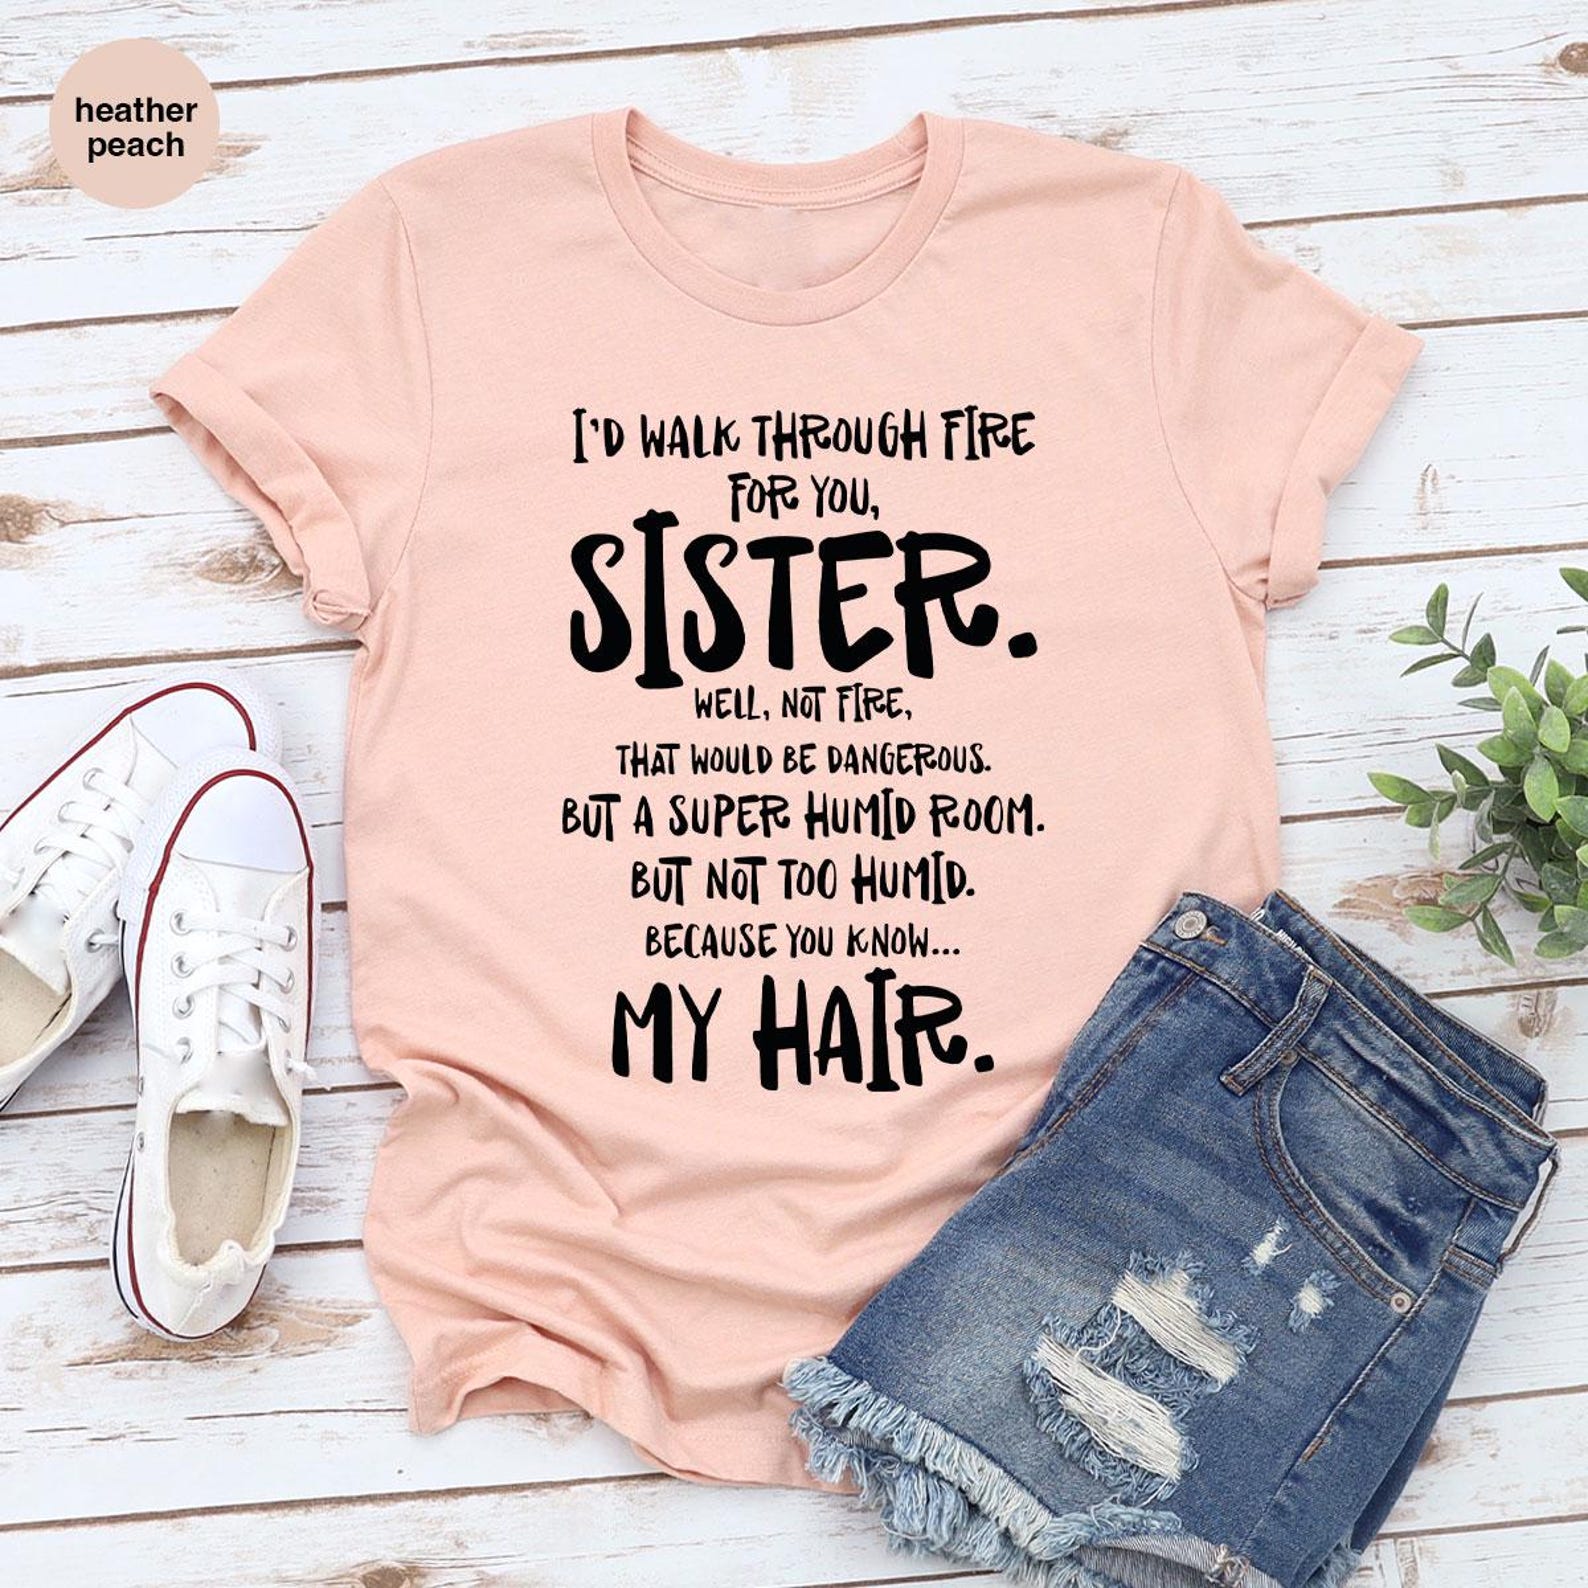 heather
peach
I'D WALK THROUGH FIRE
FOR YOU,
SISTER.
WELL, NOT FIRE,
THAT WOULD BE DANGEROUS.
BUT A SUPER HUMID ROOM.
BUT NOT TOO HUMID.
BECAUSE YOU KNOW...
MY HAIR.